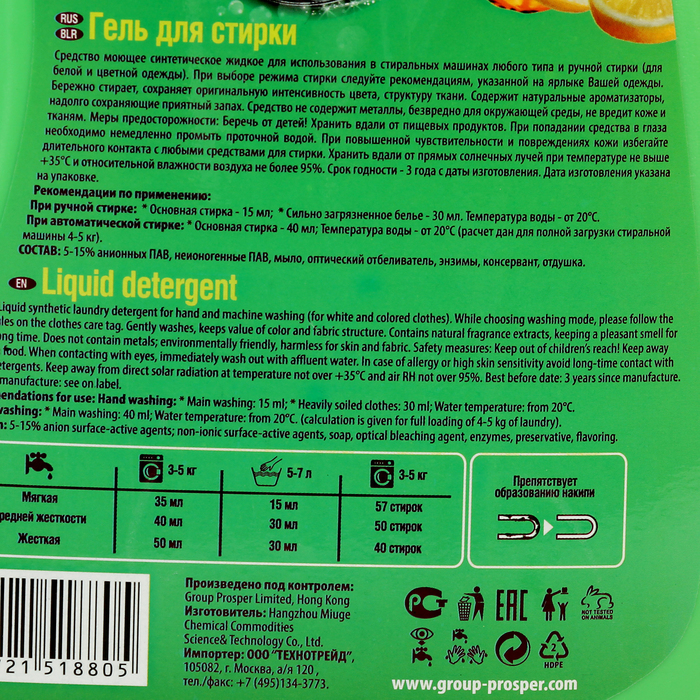 RUS
BLR
Гель для стирки
Средство моющее синтетическое жидкое для использования в стиральных машинах любого типа и ручной стирки (для
белой и цветной одежды). При выборе режима стирки следуйте рекомендациям, указанной на ярлыке Вашей одежды.
Бережно стирает, сохраняет оригинальную интенсивность цвета, структуру ткани. Содержит натуральные ароматизаторы,
надолго сохраняющие приятный запах. Средство не содержит металлы, безвредно для окружающей среды, не вредит коже и
тканям. Меры предосторожности: Беречь от детей! Хранить вдали от пищевых продуктов. При попадании средства в глаза
необходимо немедленно промыть проточной водой. При повышенной чувствительности и повреждениях кожи избегайте
длительного контакта с любыми средствами для стирки. Хранить вдали от прямых солнечных лучей при температуре не выше
+35°С и относительной влажности воздуха не более 95%. Срок годности - 3 года с даты изготовления. Дата изготовления указана
на упаковке.
Рекомендации по применению:
При ручной стирке: * Основная стирка - 15 мл; * Сильно загрязненное белье - 30 мл. Температура воды - от 20°С.
При автоматической стирке: * Основная стирка - 40 мл; Температура воды - от 20°С (расчет дан для полной загрузки стиральной
машины 4-5 кг).
СОСТАВ: 5-15% анионных ПАВ, неионогенные ПАВ, мыло, оптический отбеливатель, энзимы, консервант, отдушка.
EN
Liquid detergent
Liquid synthetic laundry detergent for hand and machine washing (for white and colored clothes). While choosing washing mode, please follow the
les on the clothes care tag. Gently washes, keeps value of color and fabric structure. Contains natural fragrance extracts, keeping a pleasant smell for
ong time. Does not contain metals; environmentally friendly, harmless for skin and fabric. Safety measures: Keep out of children's reach! Keep away
food. When contacting with eyes, immediately wash out with affluent water. In case of allergy or high skin sensitivity avoid long-time contact with
etergents. Keep away from direct solar radiation at temperature not over +35°C and air RH not over 95%. Best before date: 3 years since manufacture.
manufacture: see on label.
endations for use: Hand washing: * Main washing: 15 ml; * Heavily soiled clothes: 30 ml; Water temperature: from 20°C.
washing: * Main washing: 40 ml; Water temperature: from 20°C. (calculation is given for full loading of 4-5 kg of laundry).
n: 5-15% anion surface-active agents; non-ionic surface-active agents, soap, optical bleaching agent, enzymes, preservative, flavoring.
3-5 кг 5-7 л 3-5 кг
Мягкая 35 мл 15 мл 57 стирок
редней жесткости 40 мл 30 мл 50 стирок
Жесткая 50 мл 30 мл 40 стирок
Препятствует
образованию накипи
Произведено под контролем:
Group Prosper Limited, Hong Kong
Изготовитель: Hangzhou Miuge
Chemical Commodities
Science& Technology Co., Ltd.
Импортер: ООО "ТЕХНОТРЕЙД",
105082, г. Москва, а/я 120 ,
тел./факс: +7 (495)134-3773.
21 518805
РСТ
EAC
NOT TESTED
ON ANIMALS
2
HDPE
www.group-prosper.com